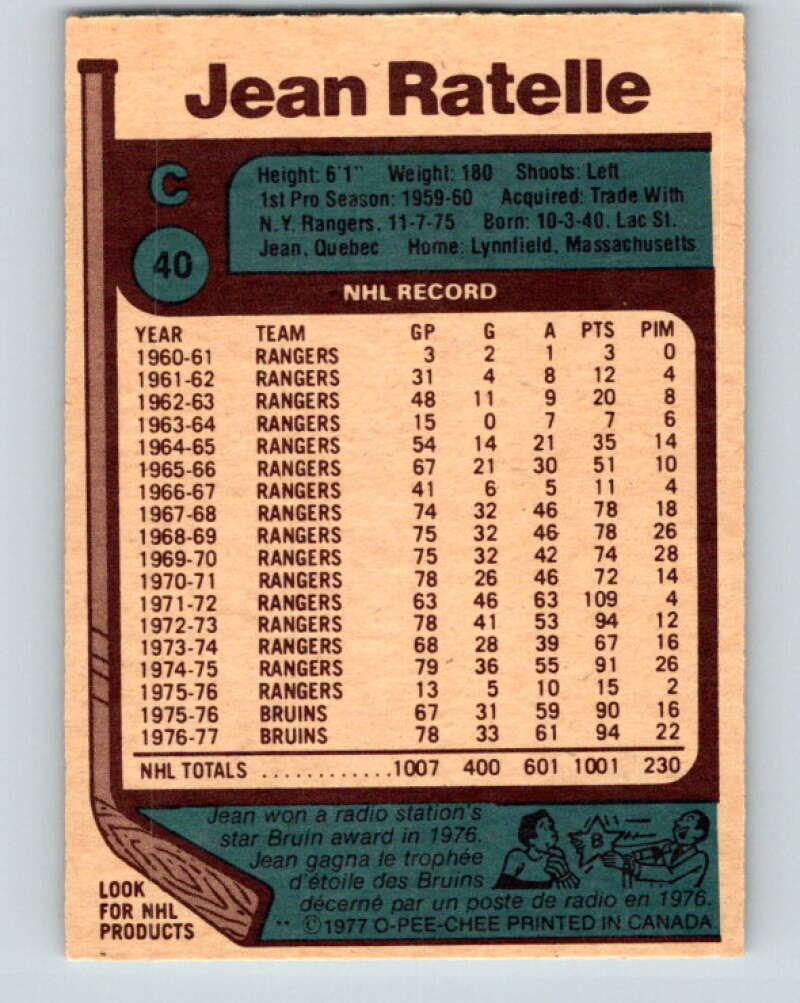 Jean Ratelle
C
40
Height: 6'1" Weight: 180 Shoots: Left
1st Pro Season: 1959-60 Acquired: Trade With
N.Y. Rangers, 11-7-75 Born: 10-3-40, Lac St.
Jean, Quebec Home: Lynnfield, Massachusetts
NHL RECORD
YEAR TEAM GP G A PTS PIM
1960-61 RANGERS 3 2 1 3 0
1961-62 RANGERS 31 4 8 12 4
1962-63 RANGERS 48 11 9 20 8
1963-64 RANGERS 15 0 7 7 6
1964-65 RANGERS 54 14 21 35 14
1965-66 RANGERS 67 21 30 51 10
1966-67 RANGERS 41 6 5 11 4
1967-68 RANGERS 74 32 46 78 18
1968-69 RANGERS 75 32 46 78 26
1969-70 RANGERS 75 32 42 74 28
1970-71 RANGERS 78 26 46 72 14
1971-72 RANGERS 63 46 63 109 4
1972-73 RANGERS 78 41 53 94 12
1973-74 RANGERS 68 28 39 67 16
1974-75 RANGERS 79 36 55 91 26
1975-76 RANGERS 13 5 10 15 2
1975-76 BRUINS 67 31 59 90 16
1976-77 BRUINS 78 33 61 94 22
NHL TOTALS ............1007 400 601 1001 230
Jean won a radio station's
star Bruin award in 1976.
Jean gagna le trophée
d'étoile des Bruins
décerné par un poste de radio en 1976.
B
LOOK
FOR NHL
PRODUCTS
** ©1977 O-PEE-CHEE PRINTED IN CANADA